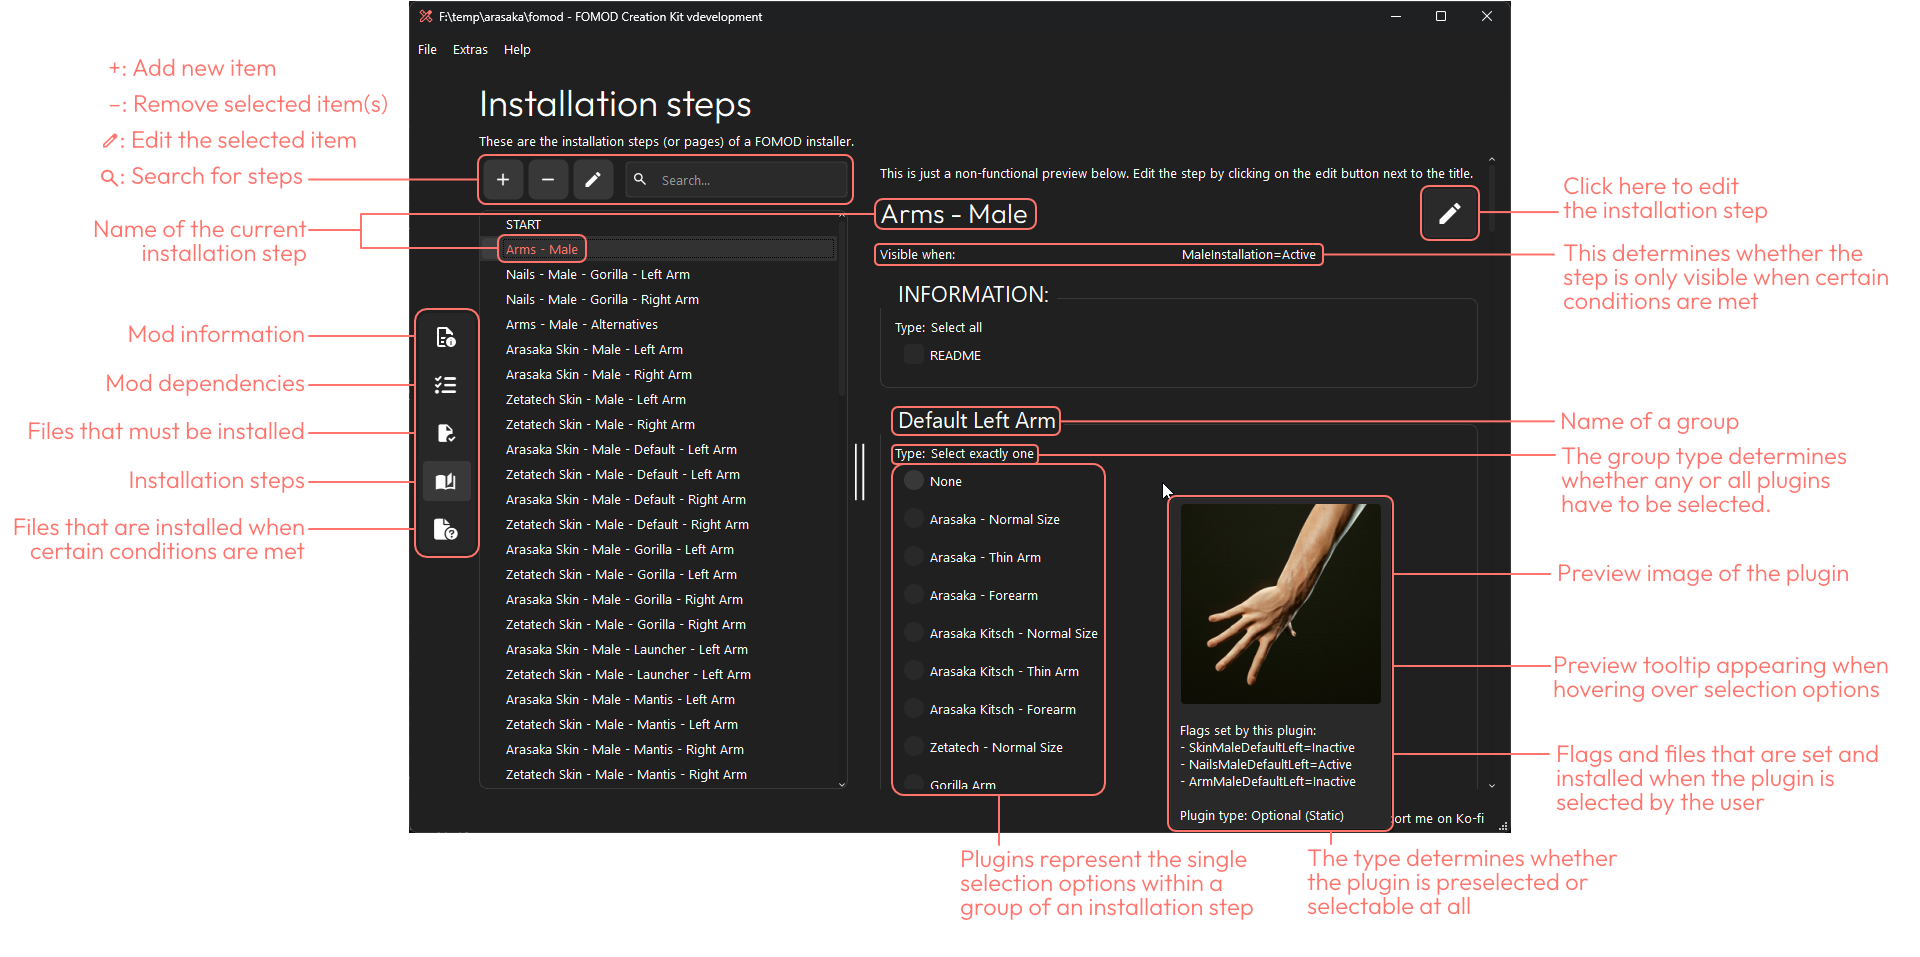 F:\temp\arasaka\fomod - FOMOD Creation Kit vdevelopment
File Extras Help
+: Add new item
−: Remove selected item(s)
: Edit the selected item
: Search for steps
Name of the current
installation step
Mod information
Mod dependencies
Files that must be installed
Installation steps
Files that are installed when
certain conditions are met
Installation steps
These are the installation steps (or pages) of a FOMOD installer.
Search...
START
Arms - Male
Nails - Male - Gorilla - Left Arm
Nails - Male - Gorilla - Right Arm
Arms - Male - Alternatives
Arasaka Skin - Male - Left Arm
Arasaka Skin - Male - Right Arm
Zetatech Skin - Male - Left Arm
Zetatech Skin - Male - Right Arm
Arasaka Skin - Male - Default - Left Arm
Zetatech Skin - Male - Default - Left Arm
Arasaka Skin - Male - Default - Right Arm
Zetatech Skin - Male - Default - Right Arm
Arasaka Skin - Male - Gorilla - Left Arm
Zetatech Skin - Male - Gorilla - Left Arm
Arasaka Skin - Male - Gorilla - Right Arm
Zetatech Skin - Male - Gorilla - Right Arm
Arasaka Skin - Male - Launcher - Left Arm
Zetatech Skin - Male - Launcher - Left Arm
Arasaka Skin - Male - Mantis - Left Arm
Zetatech Skin - Male - Mantis - Left Arm
Arasaka Skin - Male - Mantis - Right Arm
Zetatech Skin - Male - Mantis - Right Arm
This is just a non-functional preview below. Edit the step by clicking on the edit button next to the title.
Arms - Male
Visible when: MaleInstallation=Active
INFORMATION:
Type: Select all
README
Default Left Arm
Type: Select exactly one
None
Arasaka - Normal Size
Arasaka - Thin Arm
Arasaka - Forearm
Arasaka Kitsch - Normal Size
Arasaka Kitsch - Thin Arm
Arasaka Kitsch - Forearm
Zetatech - Normal Size
Gorilla Arm
Flags set by this plugin:
- SkinMaleDefaultLeft=Inactive
- NailsMaleDefaultLeft=Active
- ArmMaleDefaultLeft=Inactive
Plugin type: Optional (Static)
ort me on Ko-fi
Click here to edit
the installation step
This determines whether the
step is only visible when certain
conditions are met
Name of a group
The group type determines
whether any or all plugins
have to be selected.
Preview image of the plugin
Preview tooltip appearing when
hovering over selection options
Flags and files that are set and
installed when the plugin is
selected by the user
Plugins represent the single
selection options within a
group of an installation step
The type determines whether
the plugin is preselected or
selectable at all